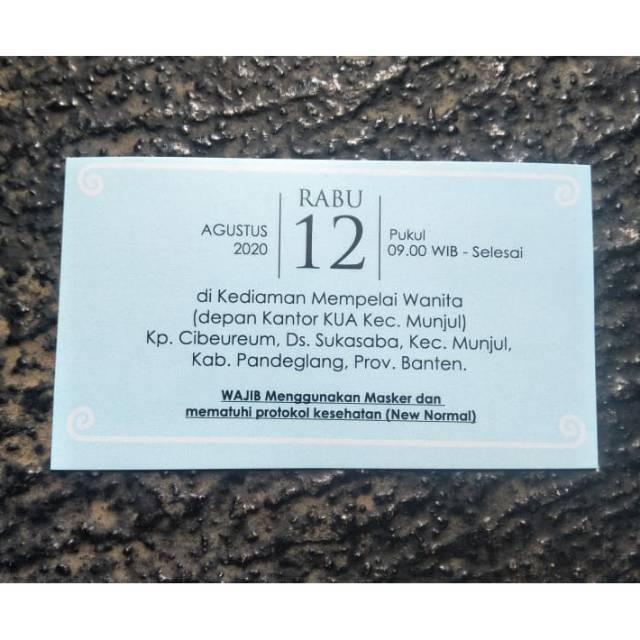 RABU
AGUSTUS
2020
12
Pukul
09.00 WIB - Selesai
di Kediaman Mempelai Wanita
(depan Kantor KUA Kec. Munjul)
Kp. Cibeureum, Ds. Sukasaba, Kec. Munjul,
Kab. Pandeglang, Prov. Banten.
WAJIB Menggunakan Masker dan
mematuhi protokol kesehatan (New Normal)